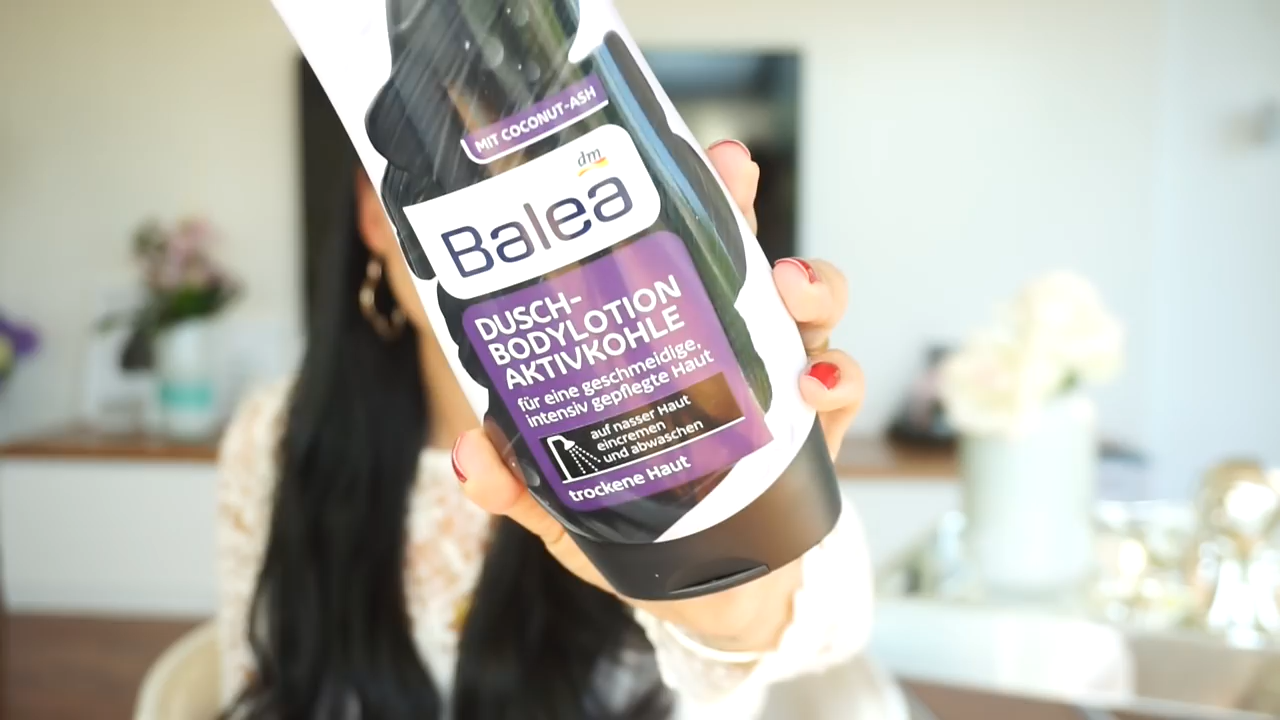 MIT COCONUT-ASH
dm
Balea
DUSCH-
BODYLOTION
AKTIVKOHLE
für eine geschmeidige,
intensiv gepflegte Haut
auf nasser Haut
eincremen
und abwaschen
trockene Haut